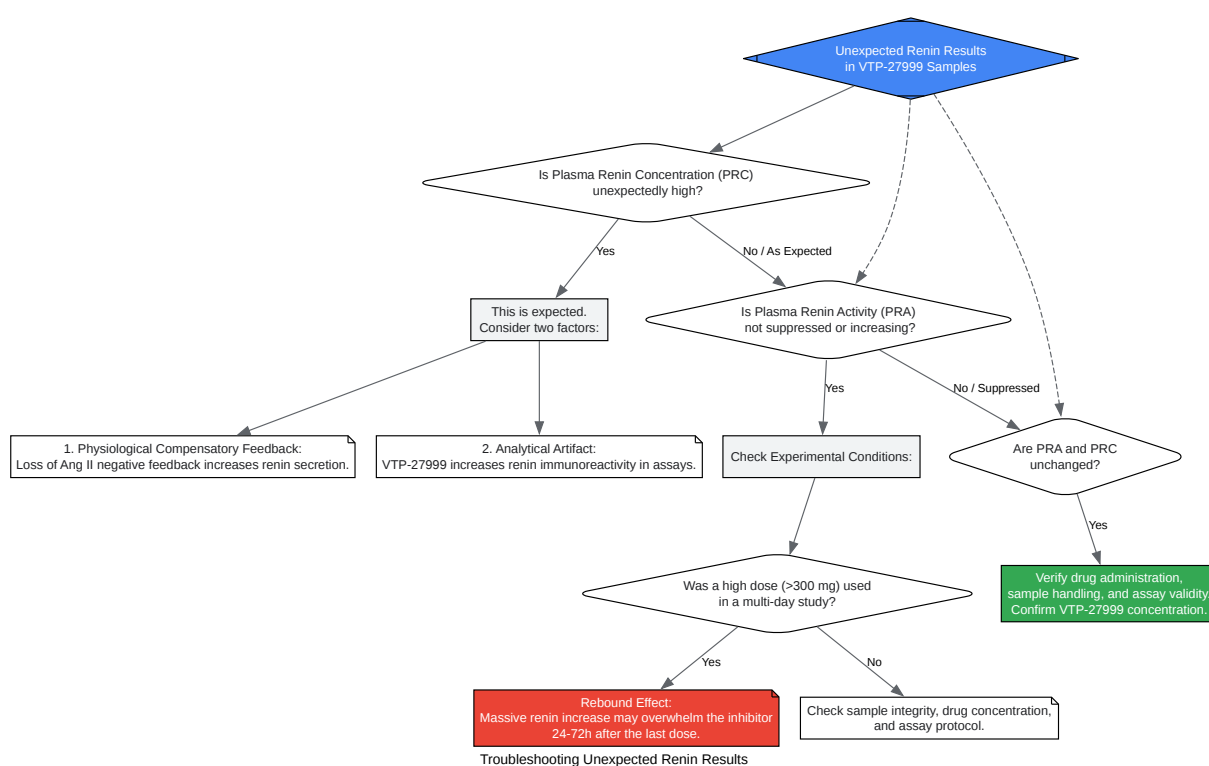 Unexpected Renin Results
in VTP-27999 Samples
Is Plasma Renin Concentration (PRC)
unexpectedly high?
Yes
No / As Expected
This is expected.
Consider two factors:
Is Plasma Renin Activity (PRA)
not suppressed or increasing?
Yes
No / Suppressed
1. Physiological Compensatory Feedback:
Loss of Ang II negative feedback increases renin secretion.
2. Analytical Artifact:
VTP-27999 increases renin immunoreactivity in assays.
Check Experimental Conditions:
Are PRA and PRC
unchanged?
Yes
Was a high dose (>300 mg) used
in a multi-day study?
Verify drug administration,
sample handling, and assay validity.
Confirm VTP-27999 concentration.
Yes
No
Rebound Effect:
Massive renin increase may overwhelm the inhibitor
24-72h after the last dose.
Check sample integrity, drug concentration,
and assay protocol.
Troubleshooting Unexpected Renin Results